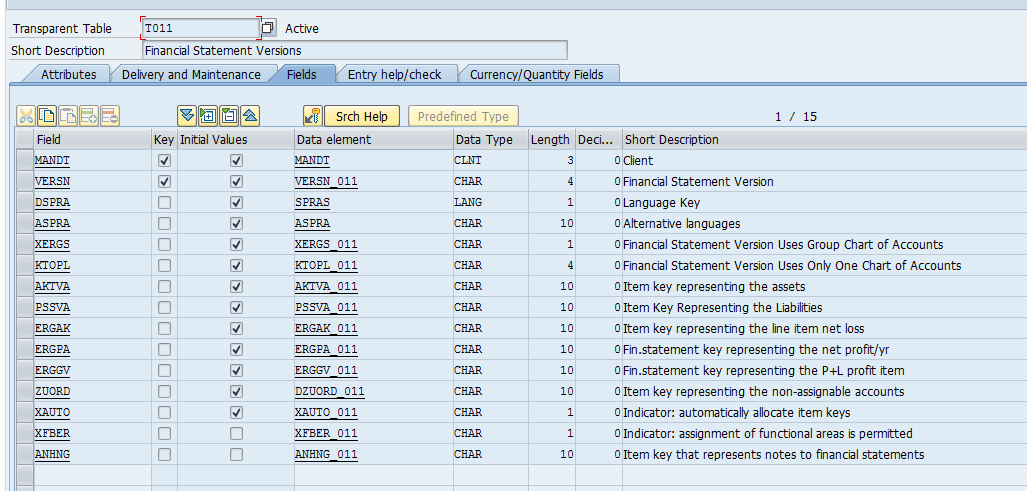 Transparent Table T011 Active
Short Description Financial Statement Versions
Attributes Delivery and Maintenance Fields Entry help/check Currency/Quantity Fields
Srch Help Predefined Type 1 / 15
Field Key Initial Values Data element Data Type Length Deci... Short Description
MANDT MANDT CLNT 3 0 Client
VERSN VERSN_011 CHAR 4 0 Financial Statement Version
DSPRA SPRAS LANG 1 0 Language Key
ASPRA ASPRA CHAR 10 0 Alternative languages
XERGS XERGS_011 CHAR 1 0 Financial Statement Version Uses Group Chart of Accounts
KTOPL KTOPL_011 CHAR 4 0 Financial Statement Version Uses Only One Chart of Accounts
AKTVA AKTVA_011 CHAR 10 0 Item key representing the assets
PSSVA PSSVA_011 CHAR 10 0 Item Key Representing the Liabilities
ERGAK ERGAK_011 CHAR 10 0 Item key representing the line item net loss
ERGPA ERGPA_011 CHAR 10 0 Fin.statement key representing the net profit/yr
ERGGV ERGGV_011 CHAR 10 0 Fin.statement key representing the P+L profit item
ZUORD DZUORD_011 CHAR 10 0 Item key representing the non-assignable accounts
XAUTO XAUTO_011 CHAR 1 0 Indicator: automatically allocate item keys
XFBER XFBER_011 CHAR 1 0 Indicator: assignment of functional areas is permitted
ANHNG ANHNG_011 CHAR 10 0 Item key that represents notes to financial statements